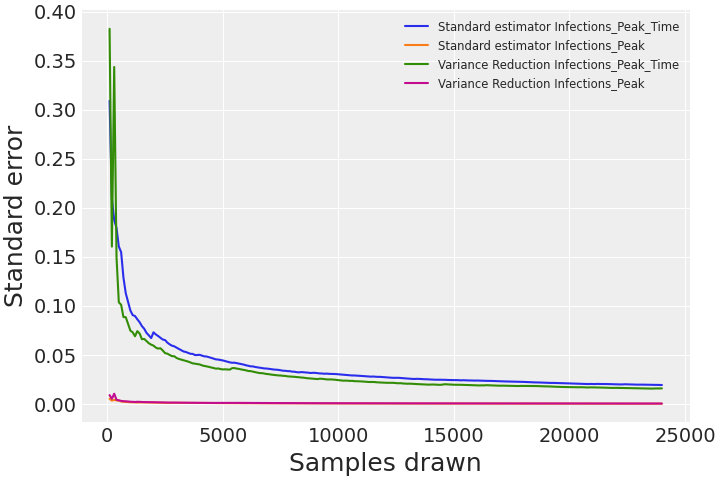 0.40
0.35
0.30
0.25
0.20
0.15
0.10
0.05
0.00
Standard error
Standard estimator Infections_Peak_Time
Standard estimator Infections_Peak
Variance Reduction Infections_Peak_Time
Variance Reduction Infections_Peak
0 5000 10000 15000 20000 25000
Samples drawn